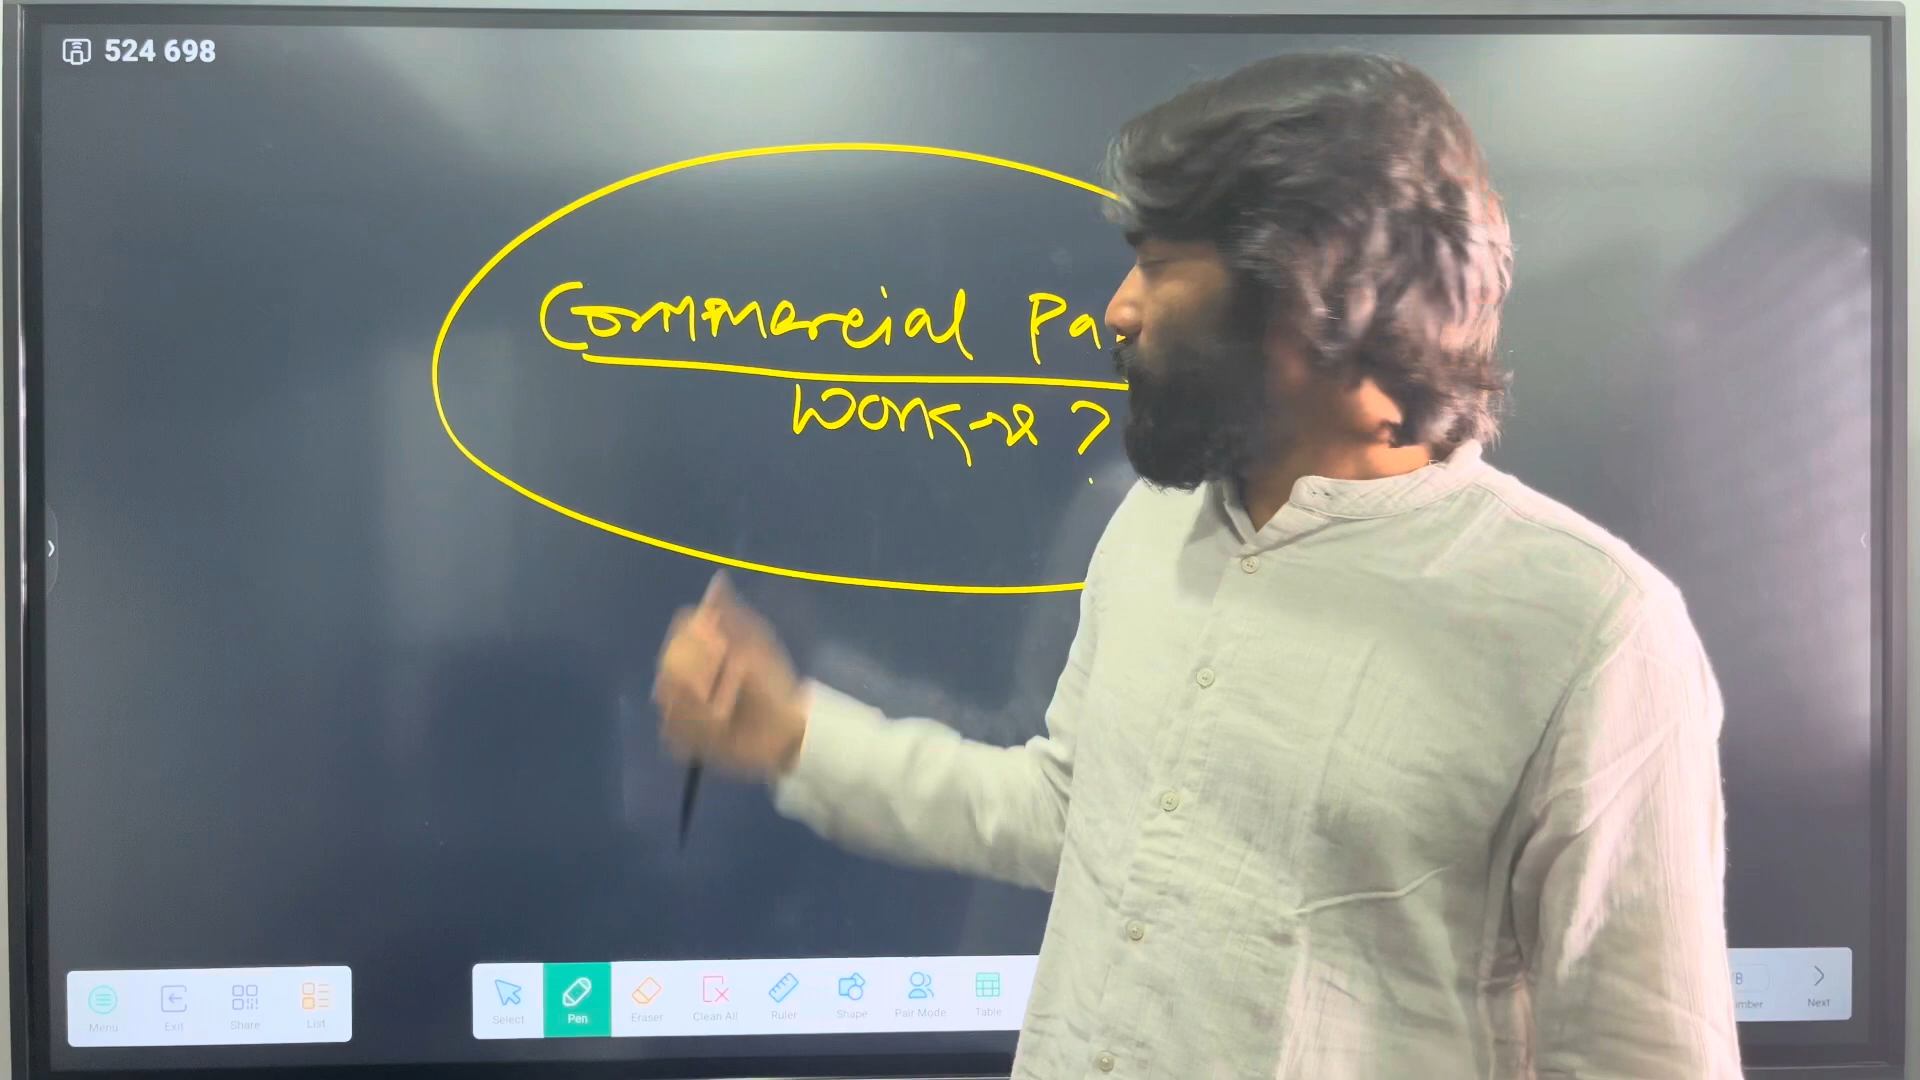 524 698
Commercial Pa
Workers?
Menu Exit Share List
Select Pen Eraser Clean All Ruler Shape Pair Mode Table
Next